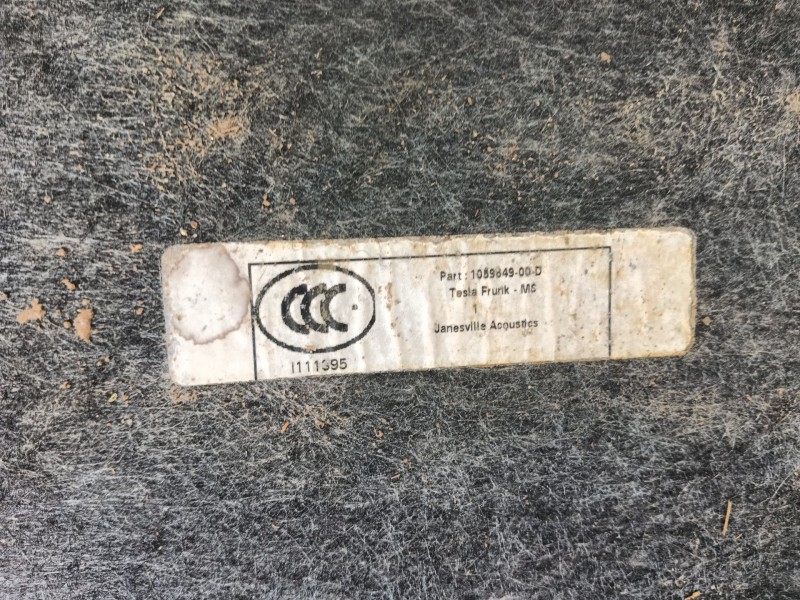 Part : 1059849-00-D
Tesla Frunk - MS
1
Janesville Acoustics
CCC
I111395